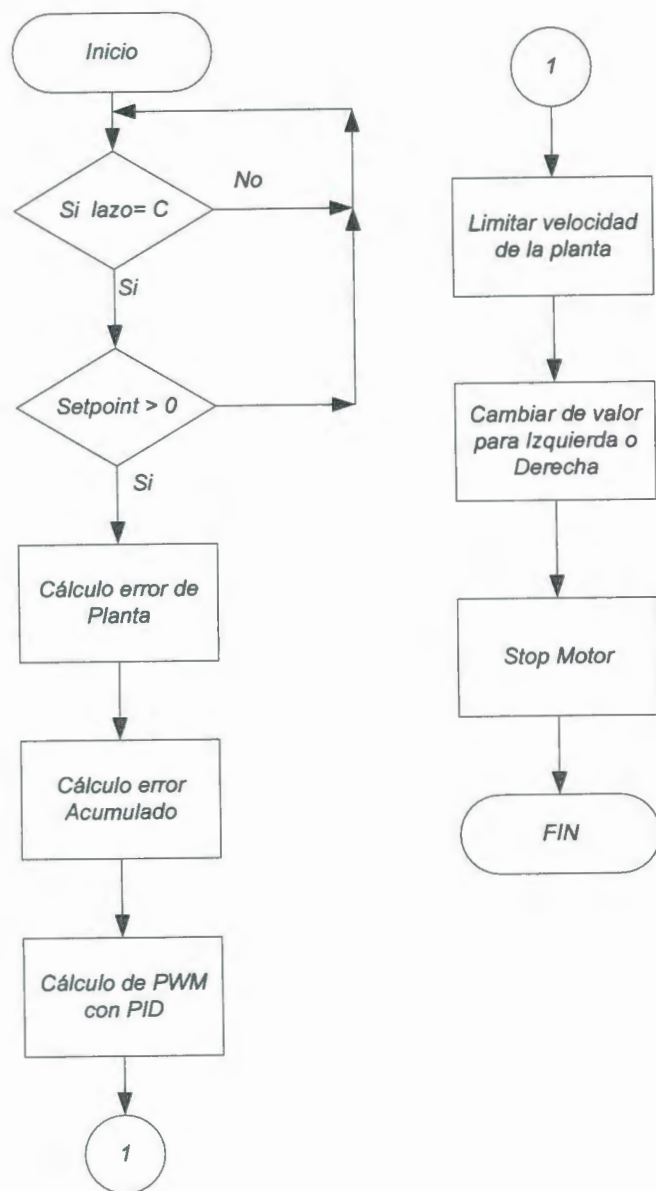 Inicio
Si lazo= C
No
Si
Setpoint > 0
Si
Cálculo error de
Planta
Cálculo error
Acumulado
Cálculo de PWM
con PID
1
1
Limitar velocidad
de la planta
Cambiar de valor
para Izquierda o
Derecha
Stop Motor
FIN